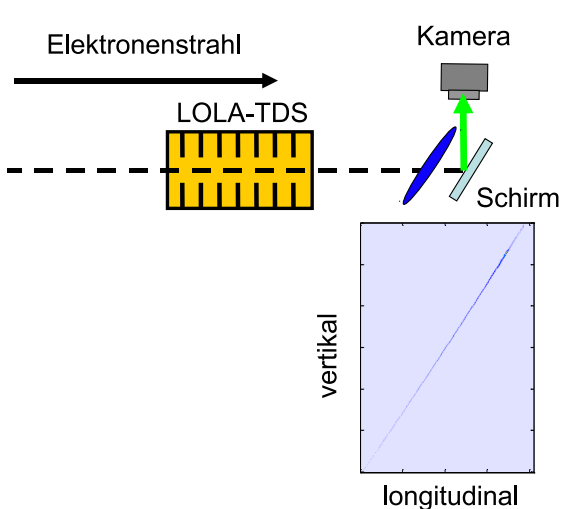 Elektronenstrahl
Kamera
LOLA-TDS
Schirm
vertikal
longitudinal